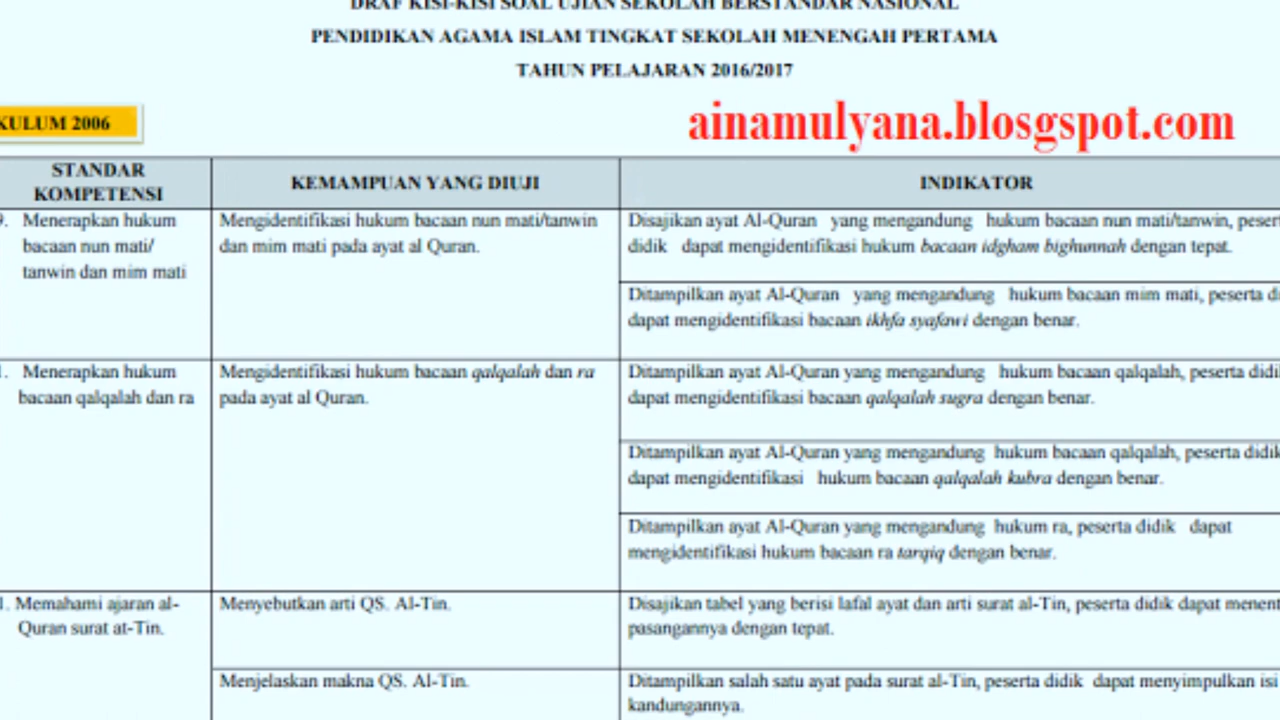 DRAF KISI-KISI SOAL UJIAN SEKOLAH BERSTANDAR NASIONAL
PENDIDIKAN AGAMA ISLAM TINGKAT SEKOLAH MENENGAH PERTAMA
TAHUN PELAJARAN 2016/2017
KULUM 2006
ainamulyana.blosgspot.com
STANDAR
KOMPETENSI
KEMAMPUAN YANG DIUJI
INDIKATOR
9. Menerapkan hukum
bacaan nun mati/
tanwin dan mim mati
Mengidentifikasi hukum bacaan nun mati/tanwin
dan mim mati pada ayat al Quran.
Disajikan ayat Al-Quran yang mengandung hukum bacaan nun mati/tanwin, peser
didik dapat mengidentifikasi hukum bacaan idgham bighunnah dengan tepat.
Ditampilkan ayat Al-Quran yang mengandung hukum bacaan mim mati, peserta d
dapat mengidentifikasi bacaan ikhfa syafawi dengan benar.
1. Menerapkan hukum
bacaan qalqalah dan ra
Mengidentifikasi hukum bacaan qalqalah dan ra
pada ayat al Quran.
Ditampilkan ayat Al-Quran yang mengandung hukum bacaan qalqalah, peserta didi
dapat mengidentifikasi bacaan qalqalah sugra dengan benar.
Ditampilkan ayat Al-Quran yang mengandung hukum bacaan qalqalah, peserta didik
dapat mengidentifikasi hukum bacaan qalqalah kubra dengan benar.
Ditampilkan ayat Al-Quran yang mengandung hukum ra, peserta didik dapat
mengidentifikasi hukum bacaan ra tarqiq dengan benar.
1. Memahami ajaran al-
Quran surat at-Tin.
Menyebutkan arti QS. Al-Tin.
Disajikan tabel yang berisi lafal ayat dan arti surat al-Tin, peserta didik dapat menent
pasangannya dengan tepat.
Menjelaskan makna QS. Al-Tin.
Ditampilkan salah satu ayat pada surat al-Tin, peserta didik dapat menyimpulkan isi
kandungannya.